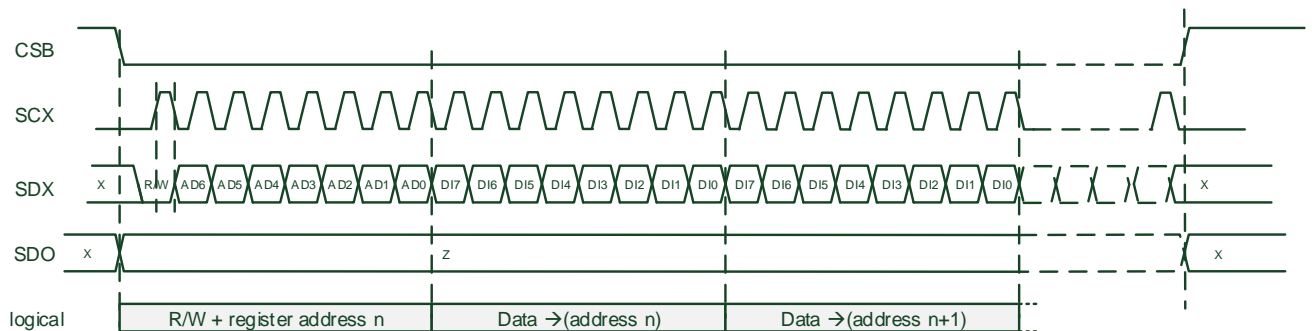 CSB
SCX
SDX X R/W AD6 AD5 AD4 AD3 AD2 AD1 AD0 DI7 DI6 DI5 DI4 DI3 DI2 DI1 DI0 DI7 DI6 DI5 DI4 DI3 DI2 DI1 DI0 X
SDO X Z X
logical R/W + register address n Data →(address n) Data →(address n+1)